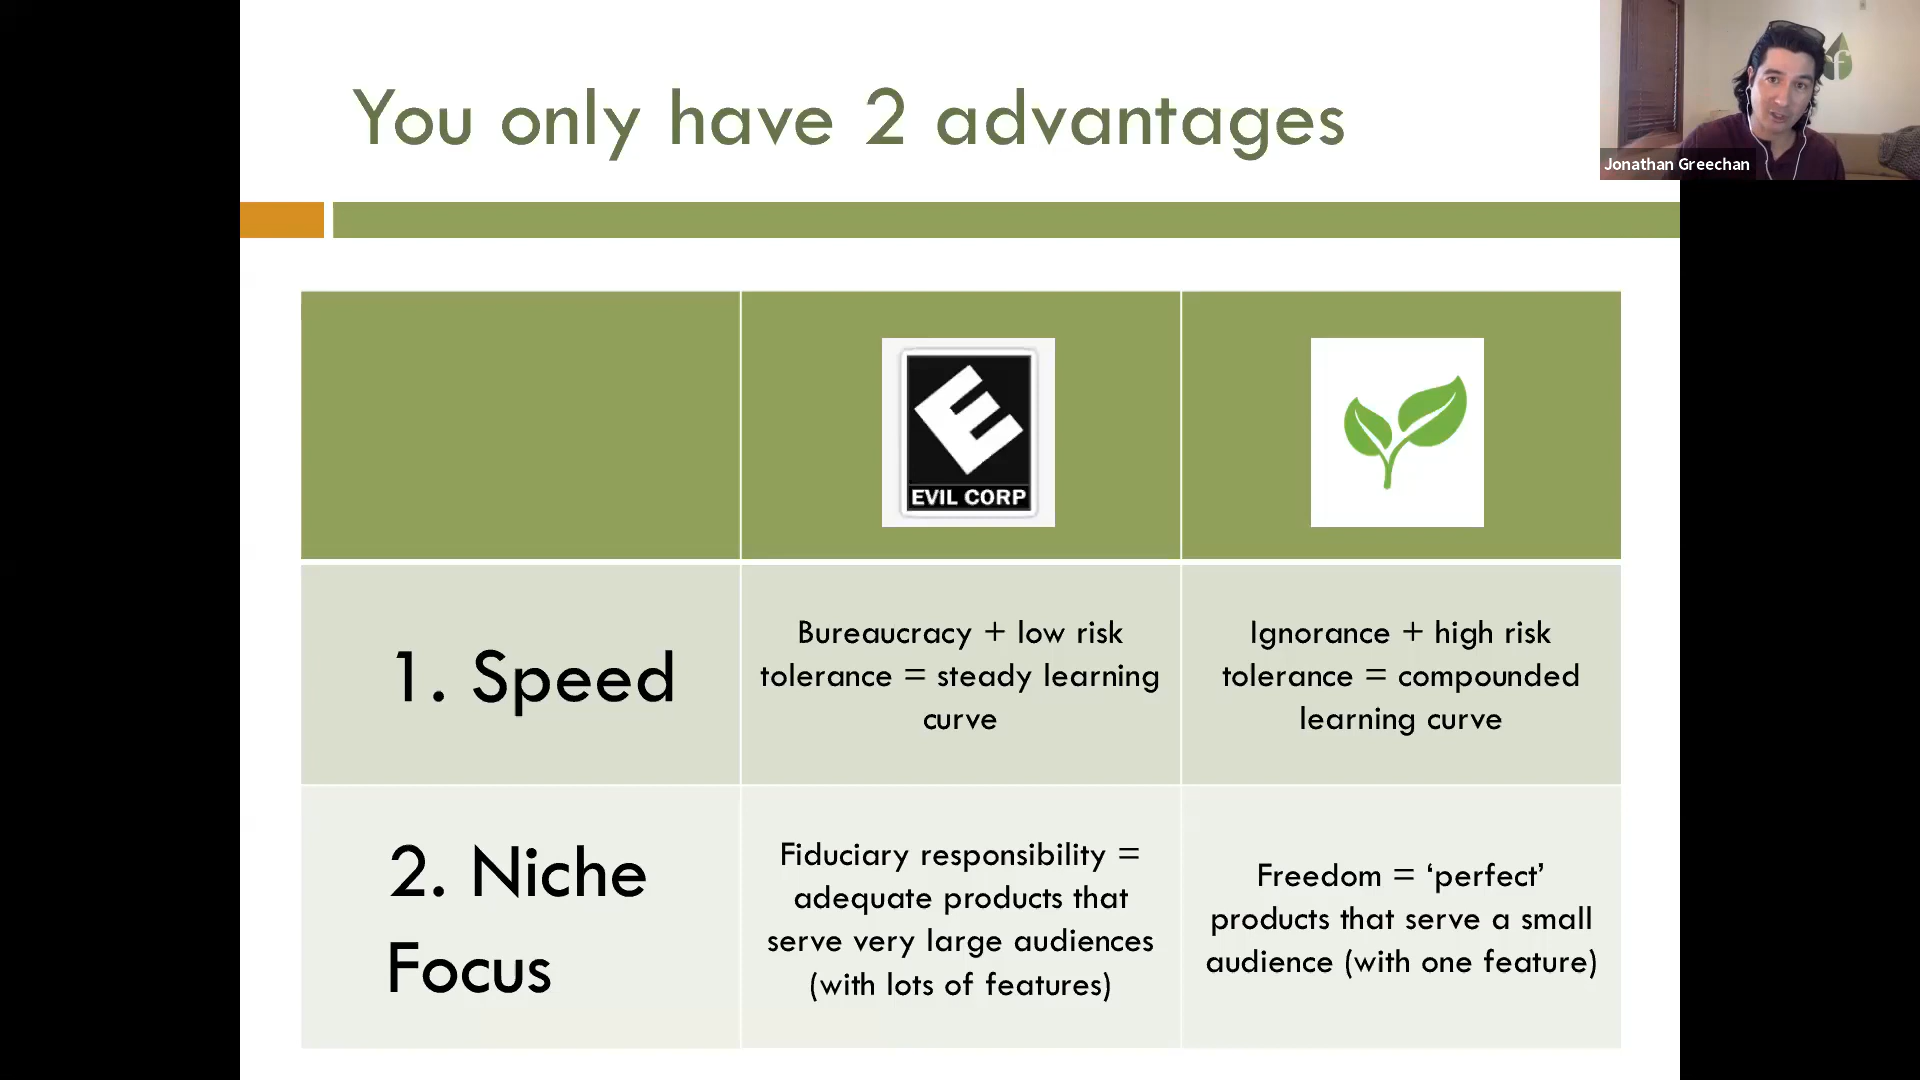 You only have 2 advantages
f
Jonathan Greechan
E
EVIL CORP
1. Speed
Bureaucracy + low risk
tolerance = steady learning
curve
Ignorance + high risk
tolerance = compounded
learning curve
2. Niche
Focus
Fiduciary responsibility =
adequate products that
serve very large audiences
(with lots of features)
Freedom = ‘perfect’
products that serve a small
audience (with one feature)